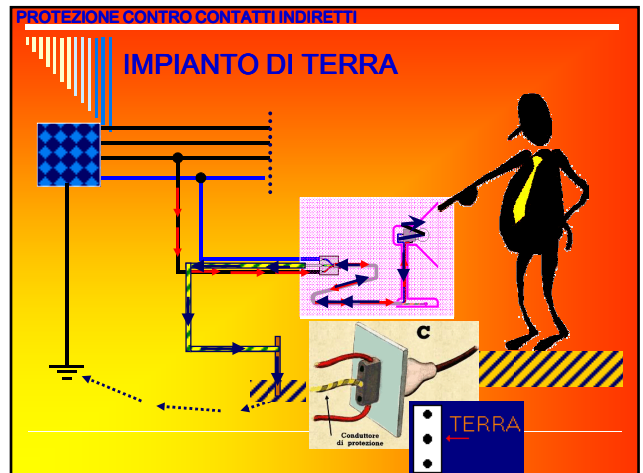 PROTEZIONE CONTRO CONTATTI INDIRETTI
IMPIANTO DI TERRA
C
Conduttore
di protezione
TERRA